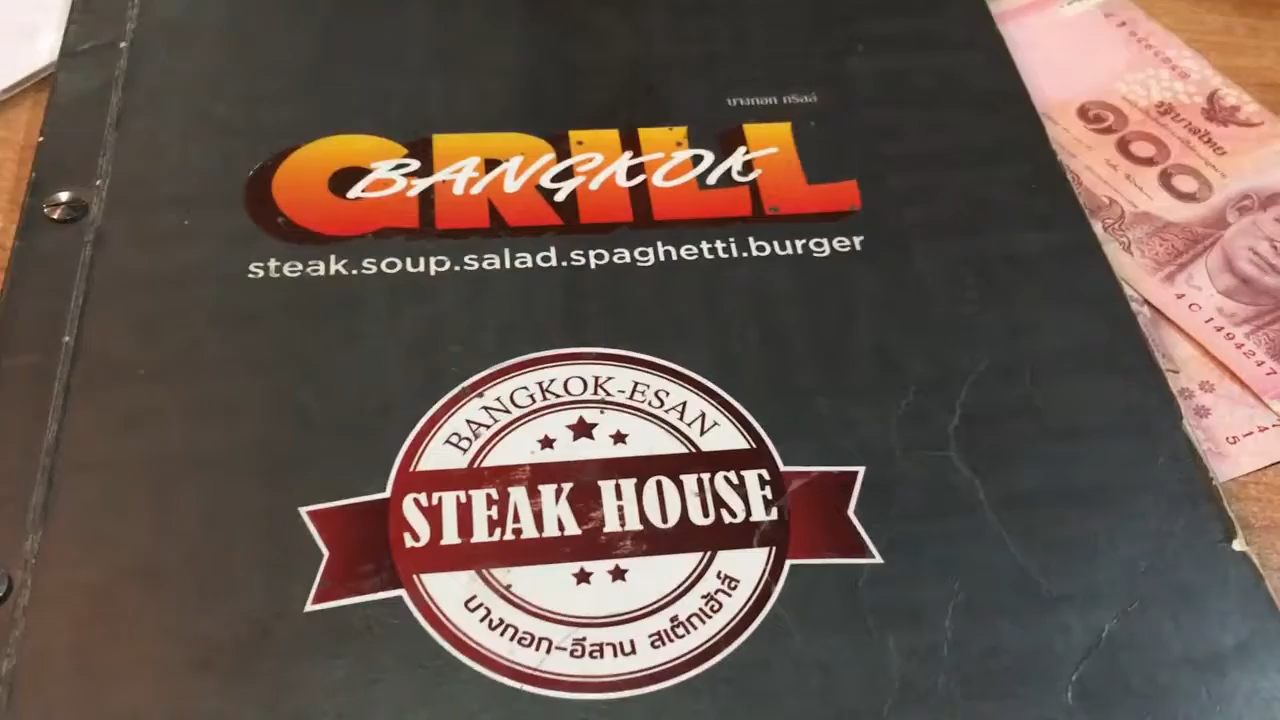 บางกอก กริลล์
GRILL
BANGKOK
steak.soup.salad.spaghetti.burger
BANGKOK-ESAN
STEAK HOUSE
บางกอก-อีสาน สเต็กเฮ้าส์
รัฐบาลไทย
๑๐๐
4 C 1494247